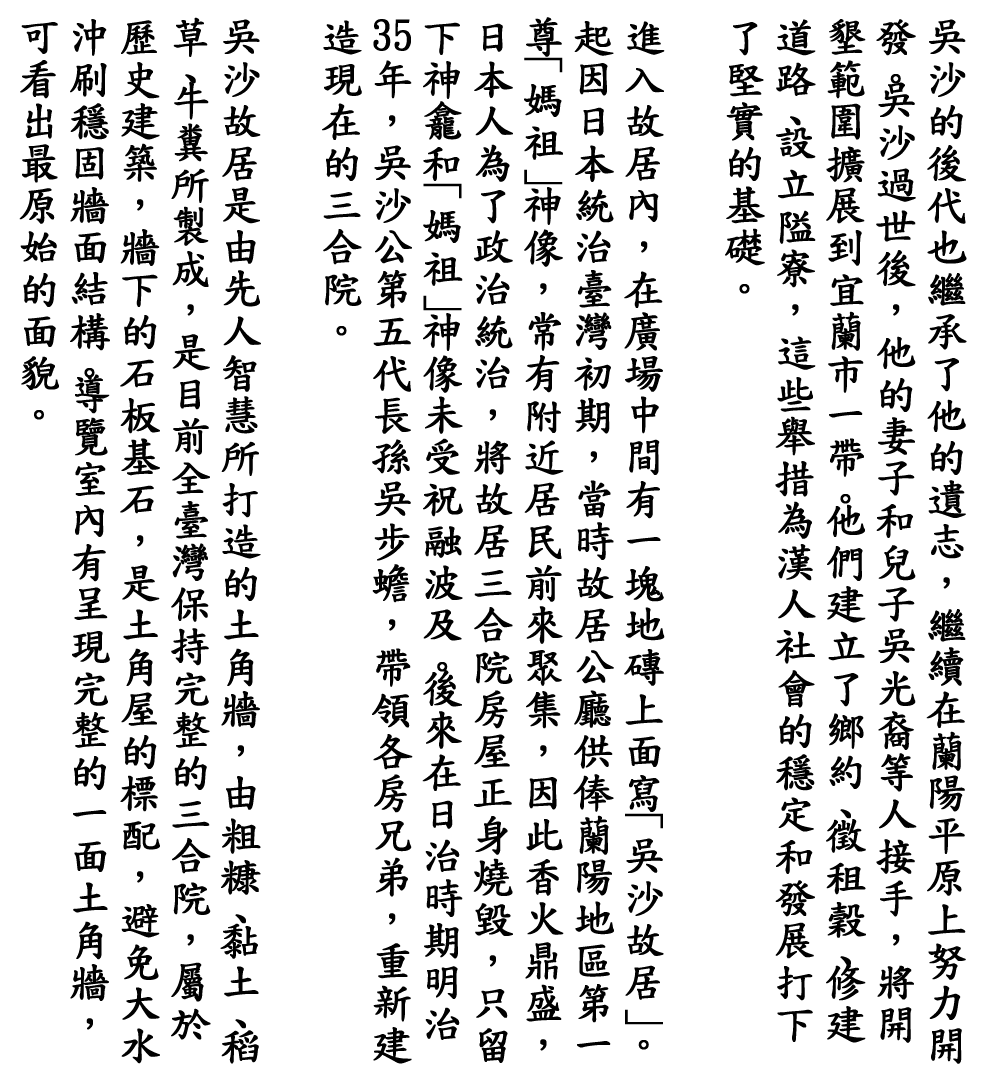 吳沙的後代也繼承了他的遺志，繼續在蘭陽平原上努力開
發。吳沙過世後，他的妻子和兒子吳光裔等人接手，將開
墾範圍擴展到宜蘭市一帶。他們建立了鄉約、徵租穀、修建
道路、設立隘寮，這些舉措為漢人社會的穩定和發展打下
了堅實的基礎。
進入故居內，在廣場中間有一塊地磚上面寫「吳沙故居」。
起因日本統治臺灣初期，當時故居公廳供俸蘭陽地區第一
尊「媽祖」神像，常有附近居民前來聚集，因此香火鼎盛，
日本人為了政治統治，將故居三合院房屋正身燒毀，只留
下神龕和「媽祖」神像未受祝融波及。後來在日治時期明治
35年，吳沙公第五代長孫吳步蟾，帶領各房兄弟，重新建
造現在的三合院。
吳沙故居是由先人智慧所打造的土角牆，由粗糠、黏土、稻
草、牛糞所製成，是目前全臺灣保持完整的三合院，屬於
歷史建築，牆下的石板基石，是土角屋的標配，避免大水
沖刷穩固牆面結構。導覽室內有呈現完整的一面土角牆，
可看出最原始的面貌。